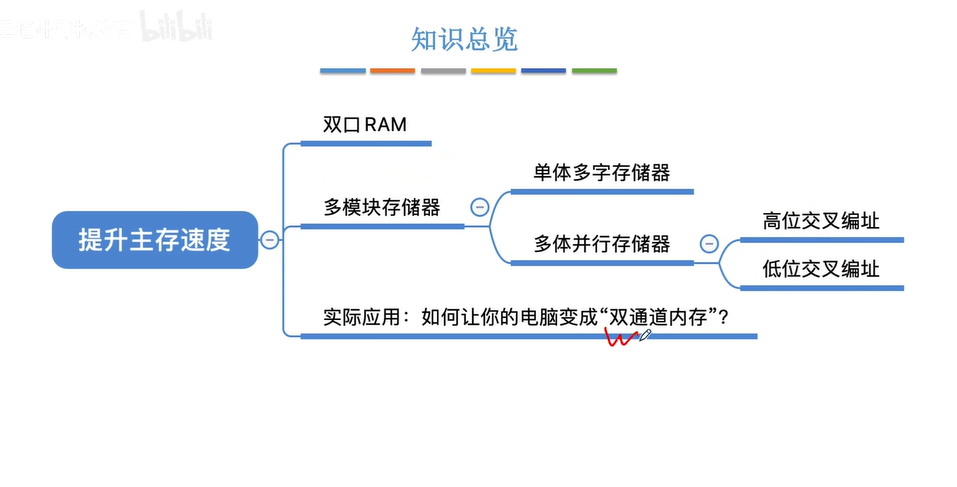 bilibili
知识总览
双口RAM
单体多字存储器
多模块存储器
高位交叉编址
提升主存速度
多体并行存储器
低位交叉编址
实际应用：如何让你的电脑变成“双通道内存”？